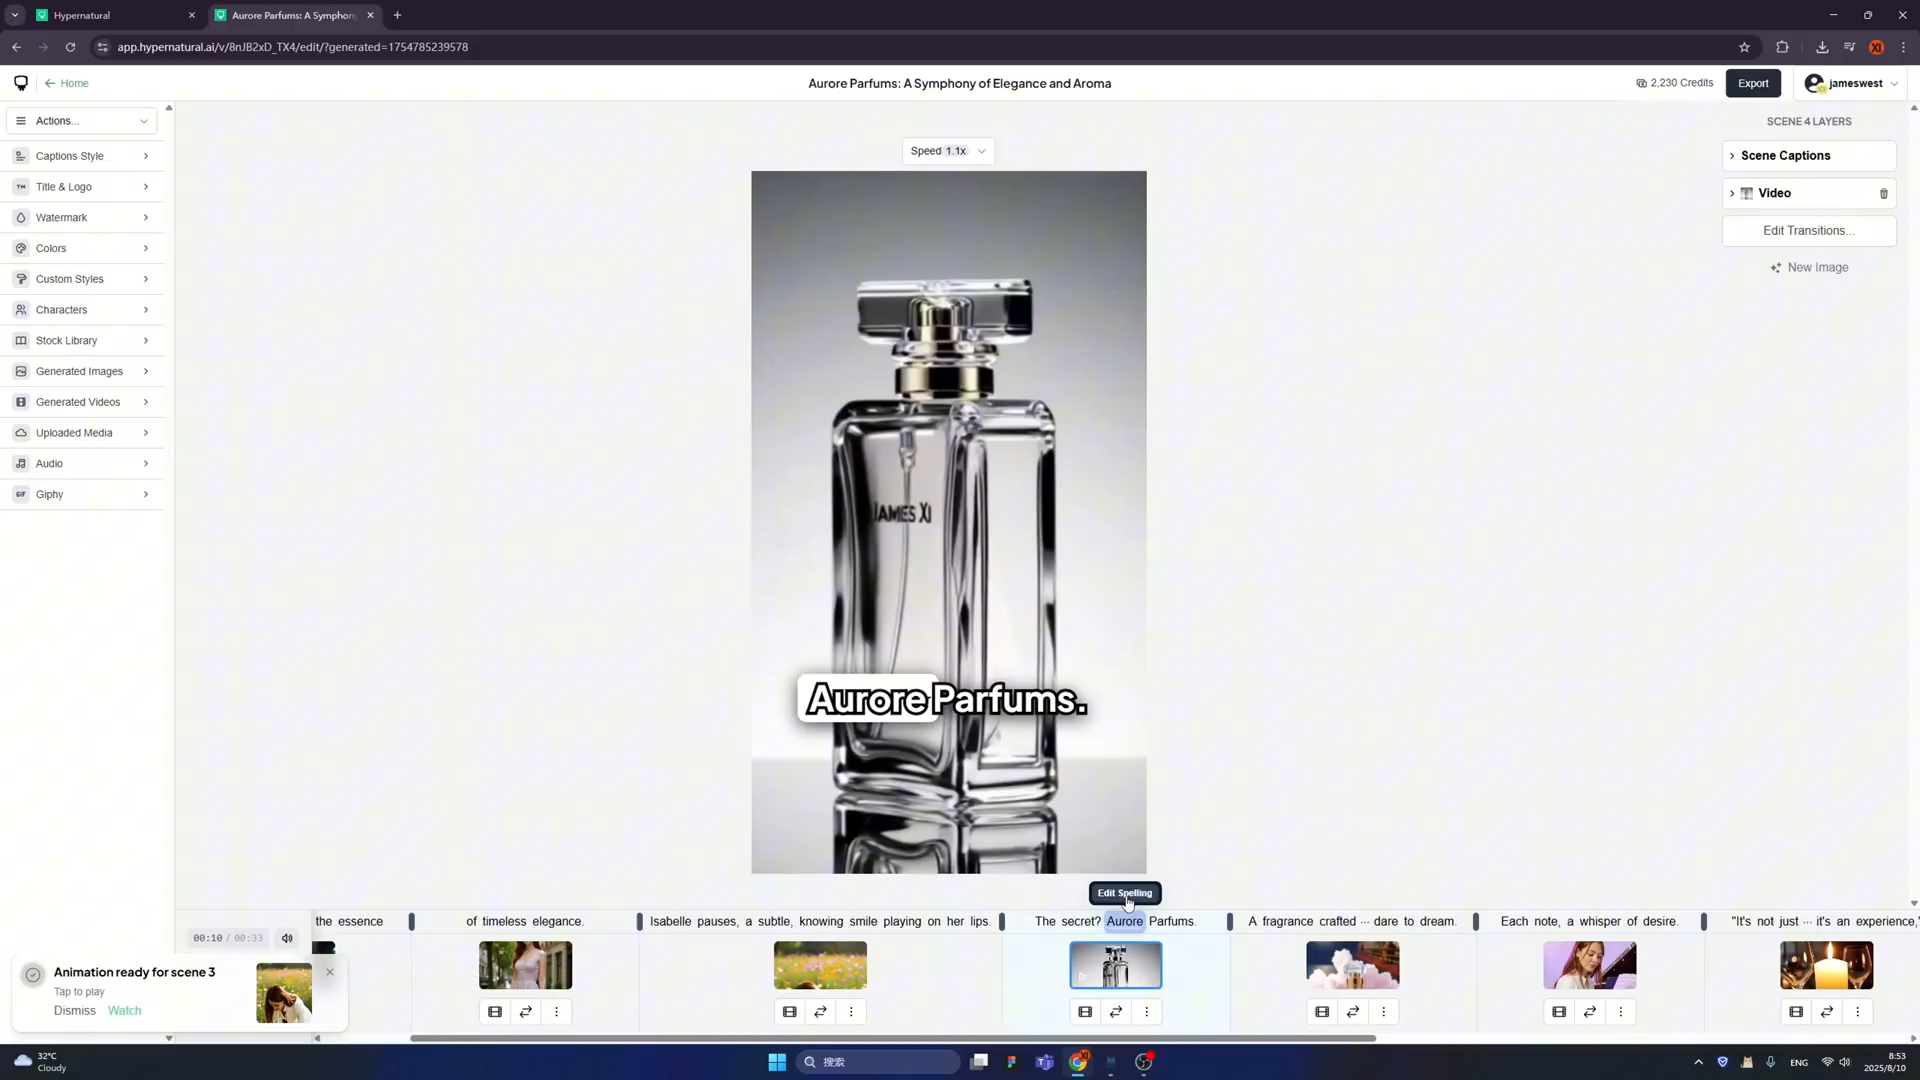 Hypernatural
Aurore Parfums: A Symphony
app.hypernatural.ai/v/8nJB2xD_TX4/edit/?generated=1754785239578
XI
Home
Aurore Parfums: A Symphony of Elegance and Aroma
2,230 Credits
Export
jameswest
Actions...
Captions Style
Title & Logo
Watermark
Colors
Custom Styles
Characters
Stock Library
Generated Images
Generated Videos
Uploaded Media
Audio
GIF Giphy
Speed 1.1x
JAMES XI
Aurore Parfums.
SCENE 4 LAYERS
Scene Captions
Video
Edit Transitions...
New Image
Edit Spelling
the essence
of timeless elegance.
Isabelle pauses, a subtle, knowing smile playing on her lips.
The secret? Aurore Parfums.
A fragrance crafted ··· dare to dream.
Each note, a whisper of desire.
"It's not just ··· it's an experience,"
00:10 / 00:33
Animation ready for scene 3
Tap to play
Dismiss Watch
32°C
Cloudy
搜索
ENG
8:53
2025/8/10